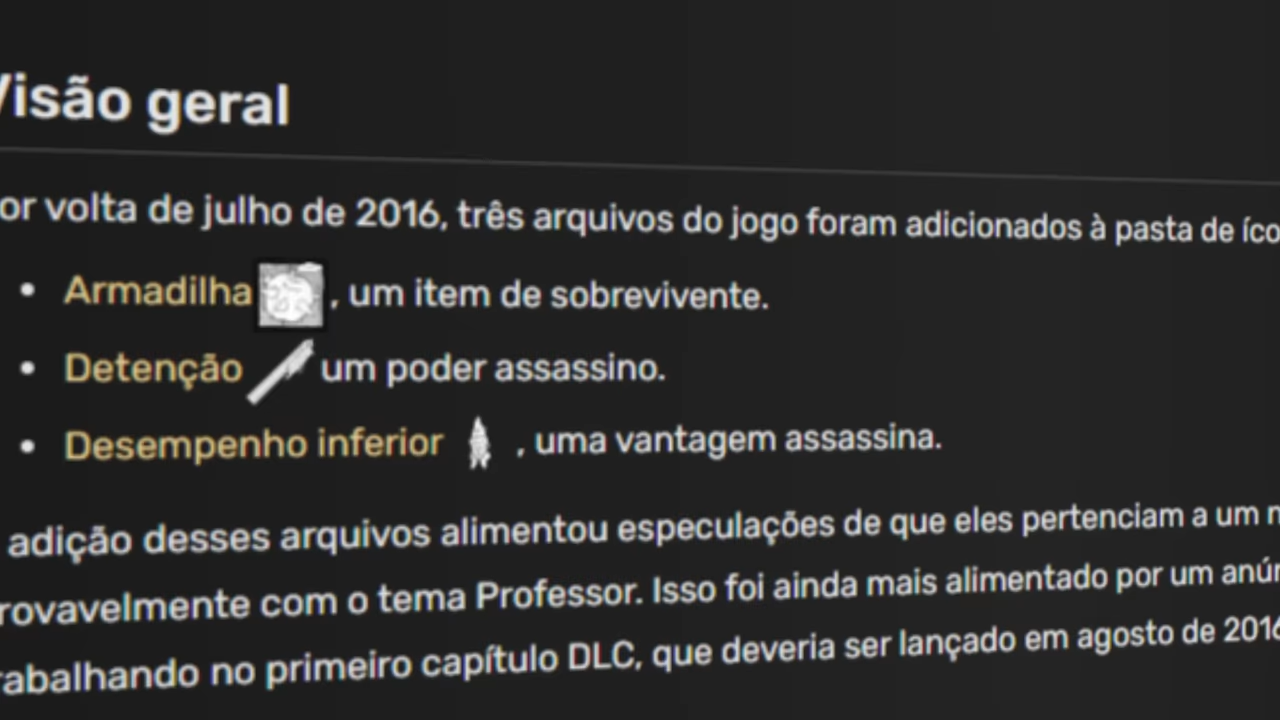 Visão geral
or volta de julho de 2016, três arquivos do jogo foram adicionados à pasta de íco
• Armadilha , um item de sobrevivente.
• Detenção um poder assassino.
• Desempenho inferior , uma vantagem assassina.
adição desses arquivos alimentou especulações de que eles pertenciam a um
rovavelmente com o tema Professor. Isso foi ainda mais alimentado por um anún
rabalhando no primeiro capítulo DLC, que deveria ser lançado em agosto de 2016